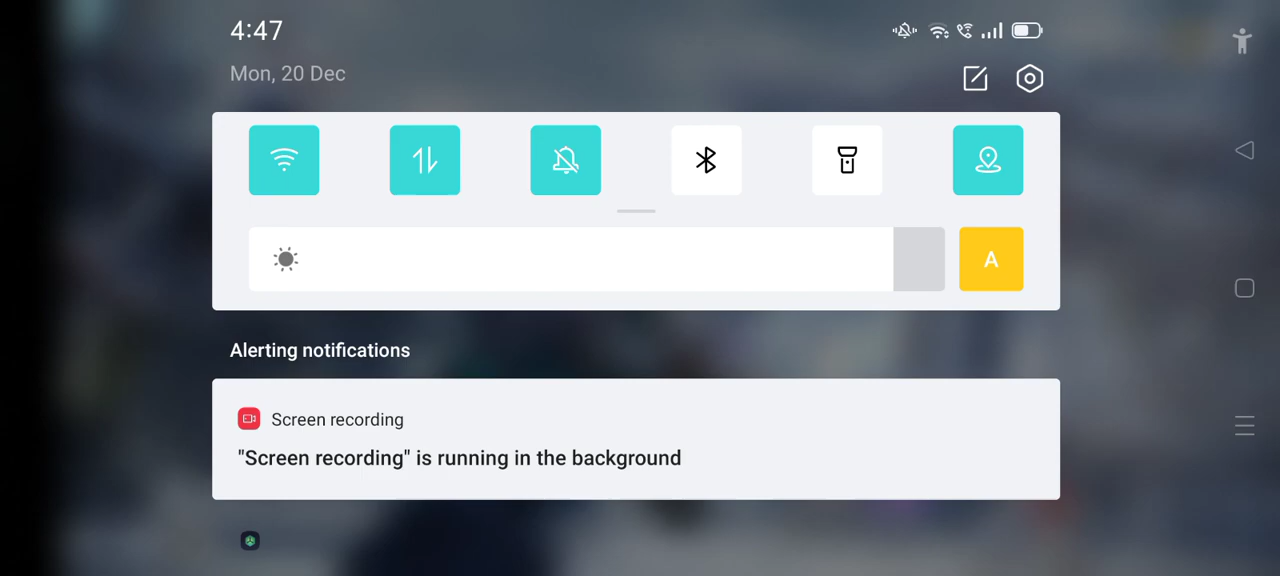 4:47
Mon, 20 Dec
A
Alerting notifications
Screen recording
"Screen recording" is running in the background